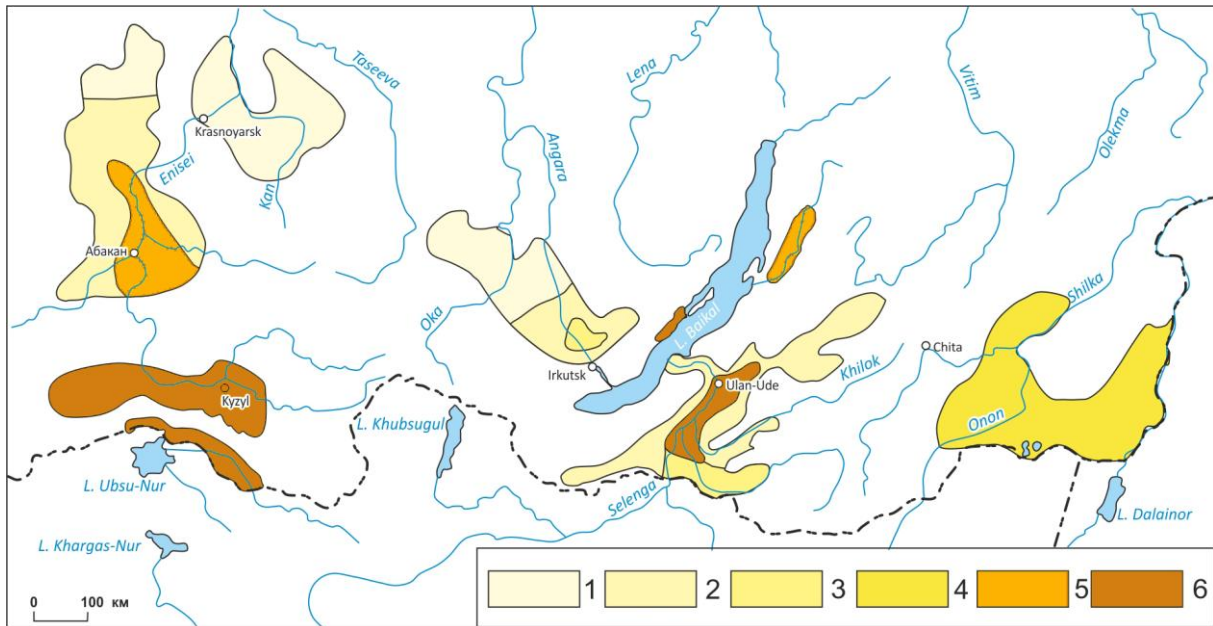 Taseeva
Lena
Vitim
Olekma
Krasnoyarsk
Enisei
Kan
Angara
Абакан
Oka
L. Baikal
Shilka
Chita
Irkutsk
Ulan-Ude
Khilok
Kyzyl
L. Khubsugul
Onon
L. Ubsu-Nur
Selenga
L. Dalainor
L. Khargas-Nur
0 100 км
1 2 3 4 5 6